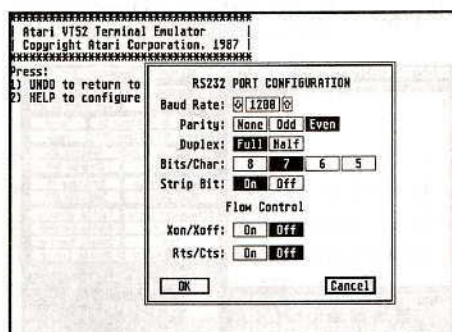 Atari VT52 Terminal Emulator
Copyright Atari Corporation, 1987
Press:
1) UNDO to return to
2) HELP to configure
RS232 PORT CONFIGURATION
Baud Rate: 1200
Parity: None Odd Even
Duplex: Full Half
Bits/Char: 8 7 6 5
Strip Bit: On Off
Flow Control
Xon/Xoff: On Off
Rts/Cts: On Off
OK Cancel